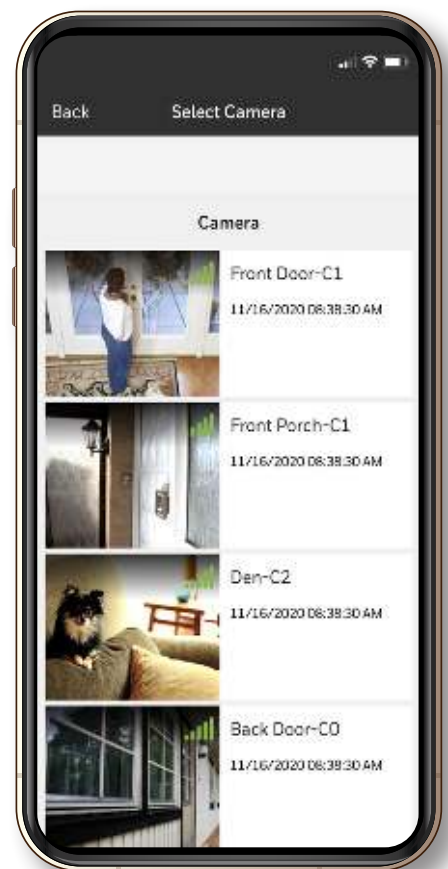 Back
Select Camera
Camera
Front Door-C1
11/16/2020 08:38:30 AM
Front Porch-C1
11/16/2020 08:38:30 AM
Den-C2
11/16/2020 08:38:30 AM
Back Door-C0
11/16/2020 08:38:30 AM